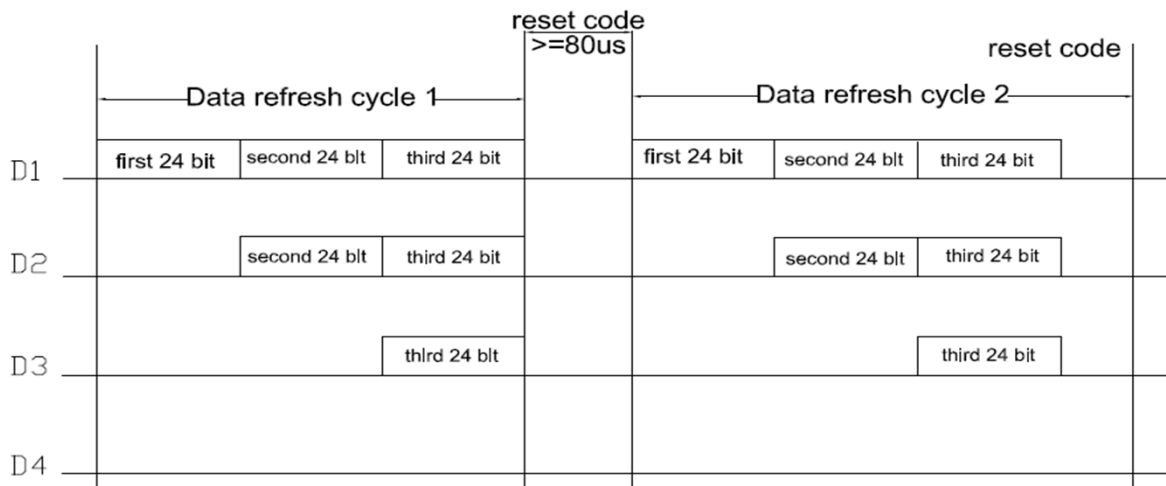 reset code
>=80us
reset code
Data refresh cycle 1
Data refresh cycle 2
D1
first 24 bit
second 24 blt
third 24 bit
first 24 bit
second 24 blt
third 24 bit
D2
second 24 blt
third 24 bit
second 24 blt
third 24 bit
D3
thlrd 24 blt
third 24 bit
D4